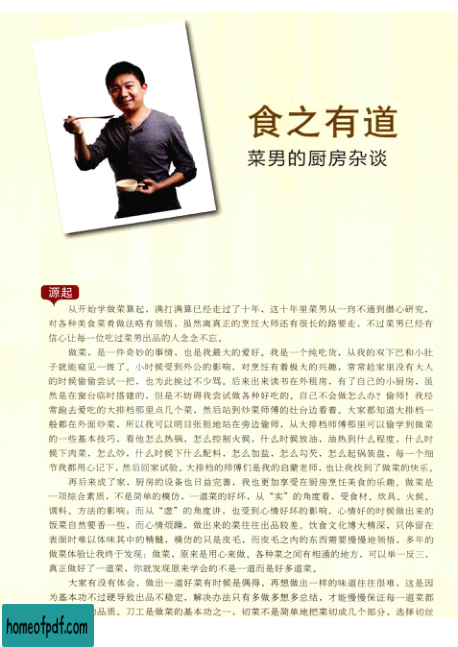 食之有道
菜男的厨房杂谈
源起
从开始学做菜算起，满打满算已经走过了十年，这十年里菜男从一窍不通到潜心研究，
对各种美食菜肴做法略有领悟，虽然离真正的烹饪大师还有很长的路要走，不过菜男已经有
信心让每一位吃过菜男出品的人念念不忘。
做菜，是一件奇妙的事情，也是我最大的爱好。我是一个纯吃货，从我的双下巴和小肚
子就能窥见一斑了。小时候受到外公的影响，对烹饪有着极大的兴趣，常常趁家里没有大人
的时候偷偷尝试一把，也为此挨过不少骂。后来出来读书在外租房，有了自己的小厨房，虽
然是在窗台临时搭建的，但是不妨碍我尝试做各种好吃的。自己不会做怎么办？偷师！我经
常跑去爱吃的大排档那里点几个菜，然后站到炒菜师傅的灶台边看着。大家都知道大排档一
般都在外面炒菜，所以我可以明目张胆地站在旁边偷师，从大排档师傅那里可以偷学到做菜
的一些基本技巧，看他怎么热锅、怎么控制火候，什么时候放油，油热到什么程度、什么时
候下肉菜，怎么炒，什么时候下什么配料，怎么加盐，怎么勾芡，怎么起锅装盘，每一个细
节我都用心记下，然后回家试验。大排档的师傅们是我的启蒙老师，也让我找到了做菜的快乐。
再后来成了家，厨房的设备也日益完善，我也更加享受在厨房烹饪美食的乐趣。做菜是
一项综合素质，不是简单的模仿，一道菜的好坏，从“实”的角度看，受食材、炊具、火候、
调料、方法的影响；而从“虚”的角度讲，也受到心情好坏的影响，心情好的时候做出来的
饭菜自然要香一些，而心情烦躁，做出来的菜往往出品较差。饮食文化博大精深，只停留在
表面时难以体味其中的精髓，模仿的只是皮毛，而皮毛之内的东西需要慢慢地领悟，多年的
做菜体验让我终于发现：做菜，原来是用心来做。各种菜之间有相通的地方，可以举一反三，
真正做好了一道菜，你就发现原来学会的不是一道而是好多道菜。
大家有没有体会，做出一道好菜有时候是偶得，再想做出一样的味道往往很难，这是因
为基本功不过硬导致出品不稳定，解决办法只有多做多想多总结，才能慢慢保证每一道菜都
的品质。刀工是做菜的基本功之一，切菜不是简单地把菜切成几个部分，选择切丝
homeofpdf.com